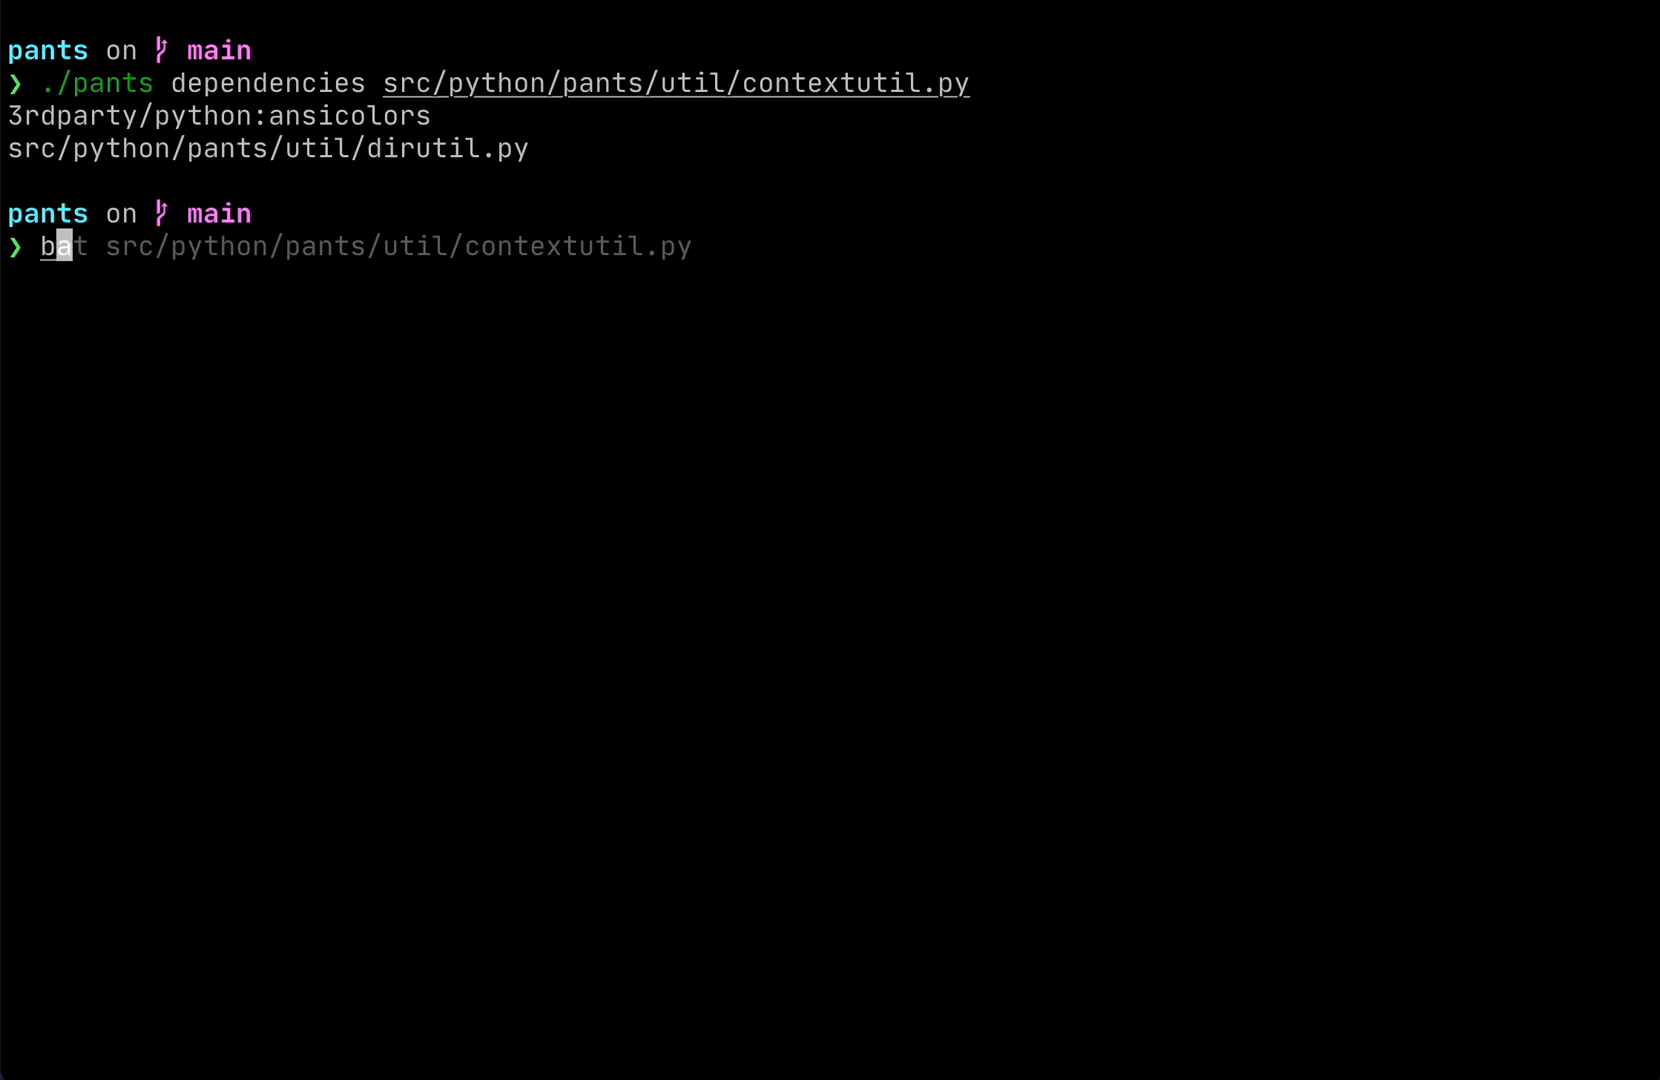 pants on main
❯ ./pants dependencies src/python/pants/util/contextutil.py
3rdparty/python:ansicolors
src/python/pants/util/dirutil.py
pants on main
❯ bat src/python/pants/util/contextutil.py